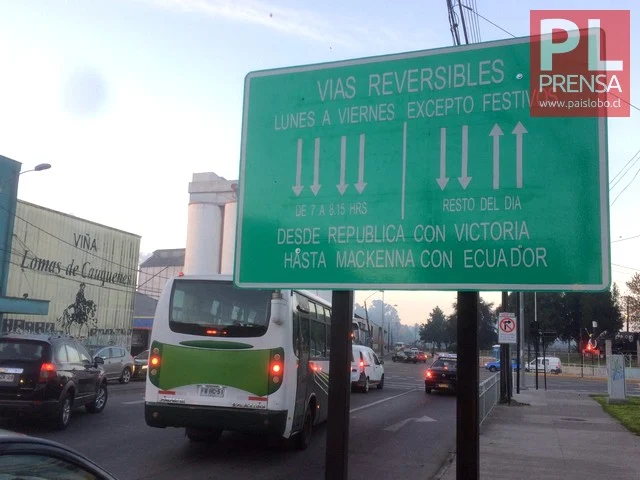 PL
PRENSA
www.paislobo.cl
VIAS REVERSIBLES
LUNES A VIERNES EXCEPTO FESTIVOS
DE 7 A 8.15 HRS
RESTO DEL DIA
DESDE REPUBLICA CON VICTORIA
HASTA MACKENNA CON ECUADOR
VIÑA
Lomas de Cauquenes